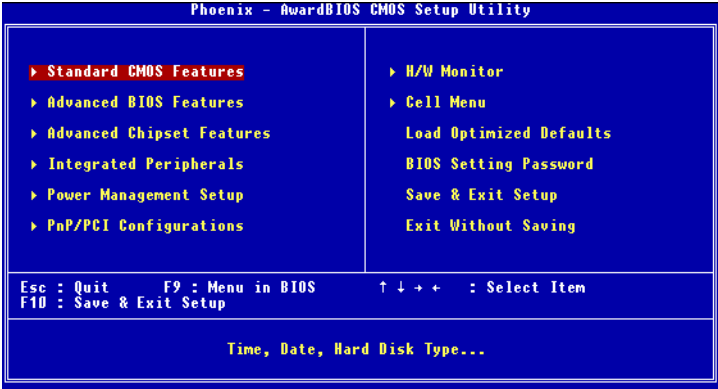 Phoenix - AwardBIOS CMOS Setup Utility
Standard CMOS Features
Advanced BIOS Features
Advanced Chipset Features
Integrated Peripherals
Power Management Setup
PnP/PCI Configurations
H/W Monitor
Cell Menu
Load Optimized Defaults
BIOS Setting Password
Save & Exit Setup
Exit Without Saving
Esc : Quit F9 : Menu in BIOS ↑ ↓ → ← : Select Item
F10 : Save & Exit Setup
Time, Date, Hard Disk Type...